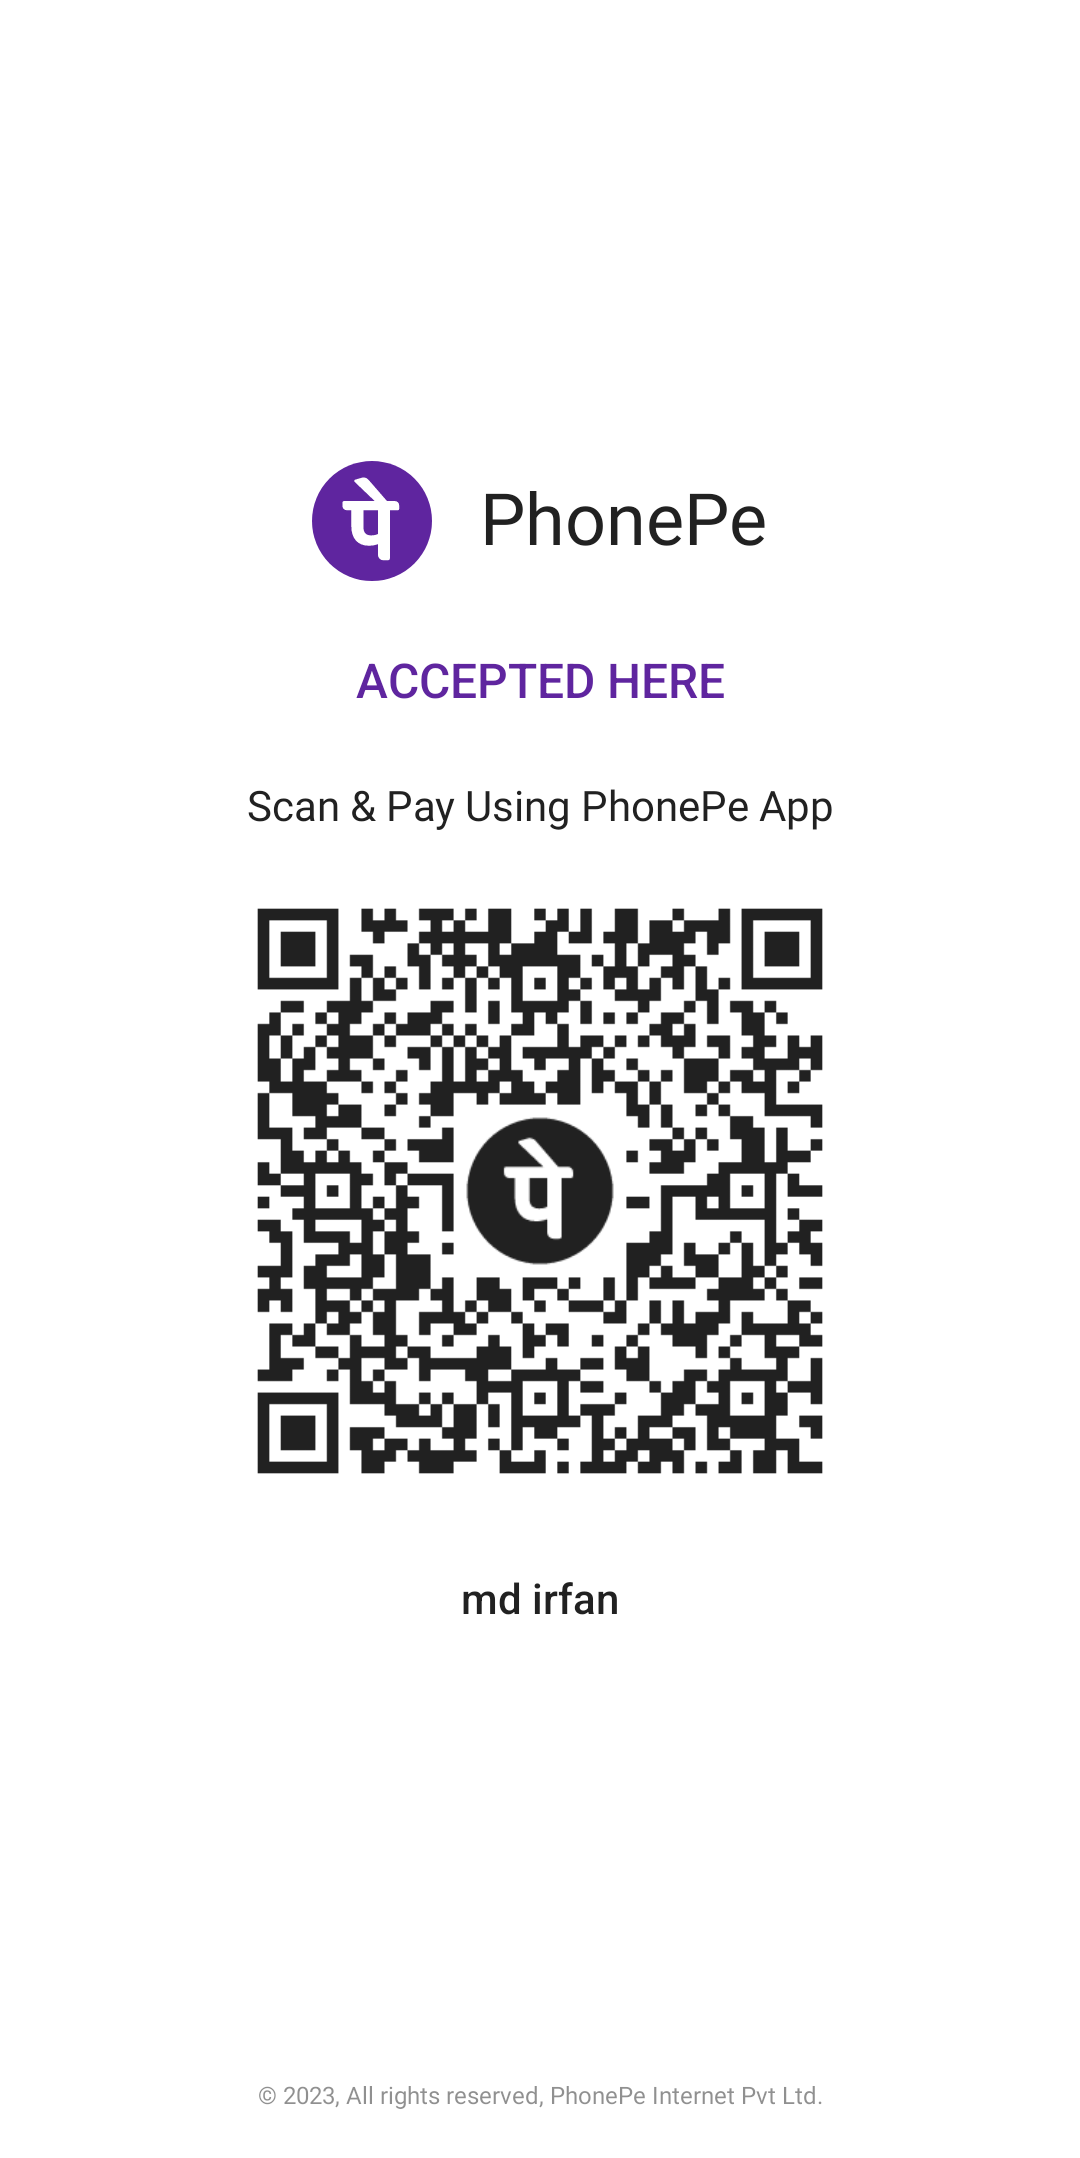 पे PhonePe
ACCEPTED HERE
Scan & Pay Using PhonePe App
पे
md irfan
© 2023, All rights reserved, PhonePe Internet Pvt Ltd.